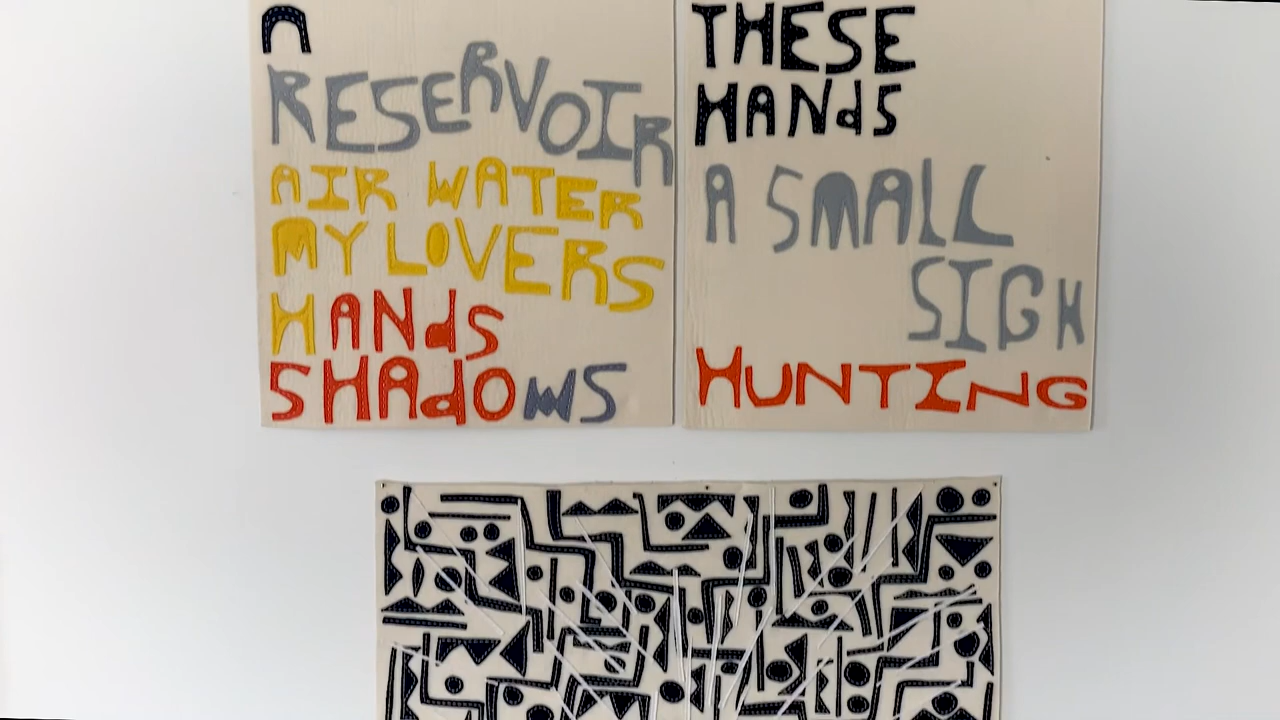 A
RESERVOIR
AIR WATER
MY LOVERS
HANdS
SHAdOWS
THESE
HANdS
A SMALL
SIGH
HUNTING